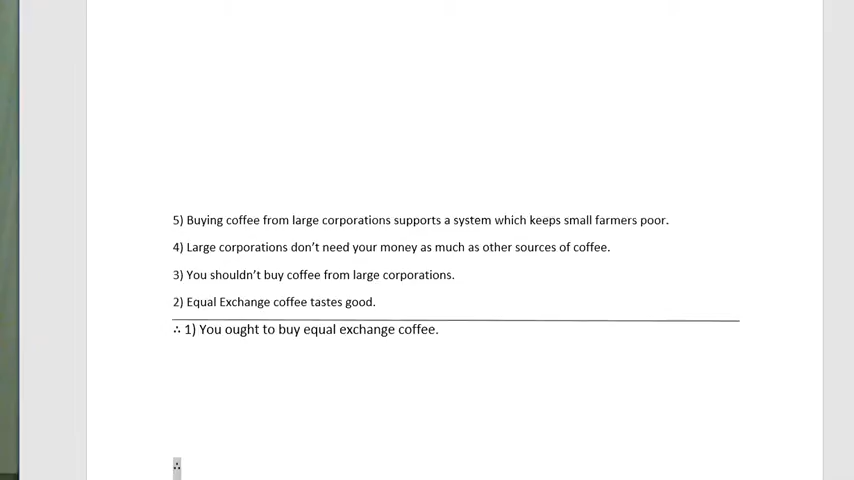 5) Buying coffee from large corporations supports a system which keeps small farmers poor.
4) Large corporations don’t need your money as much as other sources of coffee.
3) You shouldn’t buy coffee from large corporations.
2) Equal Exchange coffee tastes good.
∴ 1) You ought to buy equal exchange coffee.
∴